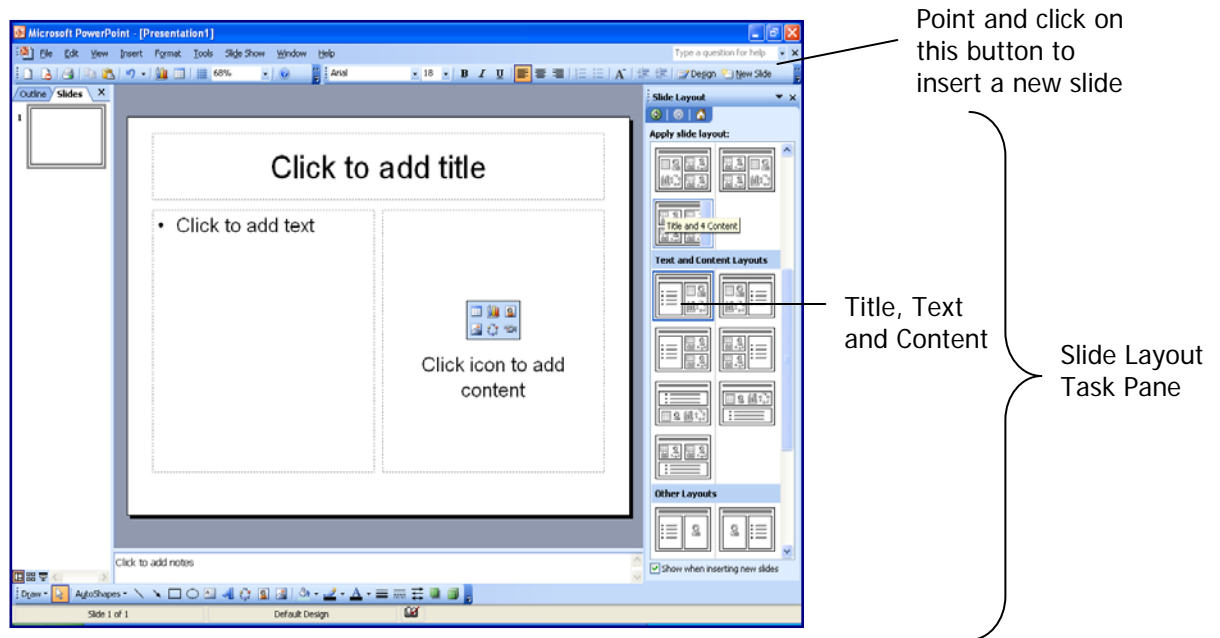 Microsoft PowerPoint - [Presentation1]
File Edit View Insert Format Tools Slide Show Window Help
Type a question for help
68% Arial 18 B I U A Design New Slide
Outline Slides X
1
Click to add title
• Click to add text
Click icon to add
content
Click to add notes
Slide Layout
Apply slide layout:
Title and 4 Content
Text and Content Layouts
Other Layouts
Show when inserting new slides
Draw AutoShapes A
Slide 1 of 1 Default Design
Point and click on
this button to
insert a new slide
Title, Text
and Content
Slide Layout
Task Pane